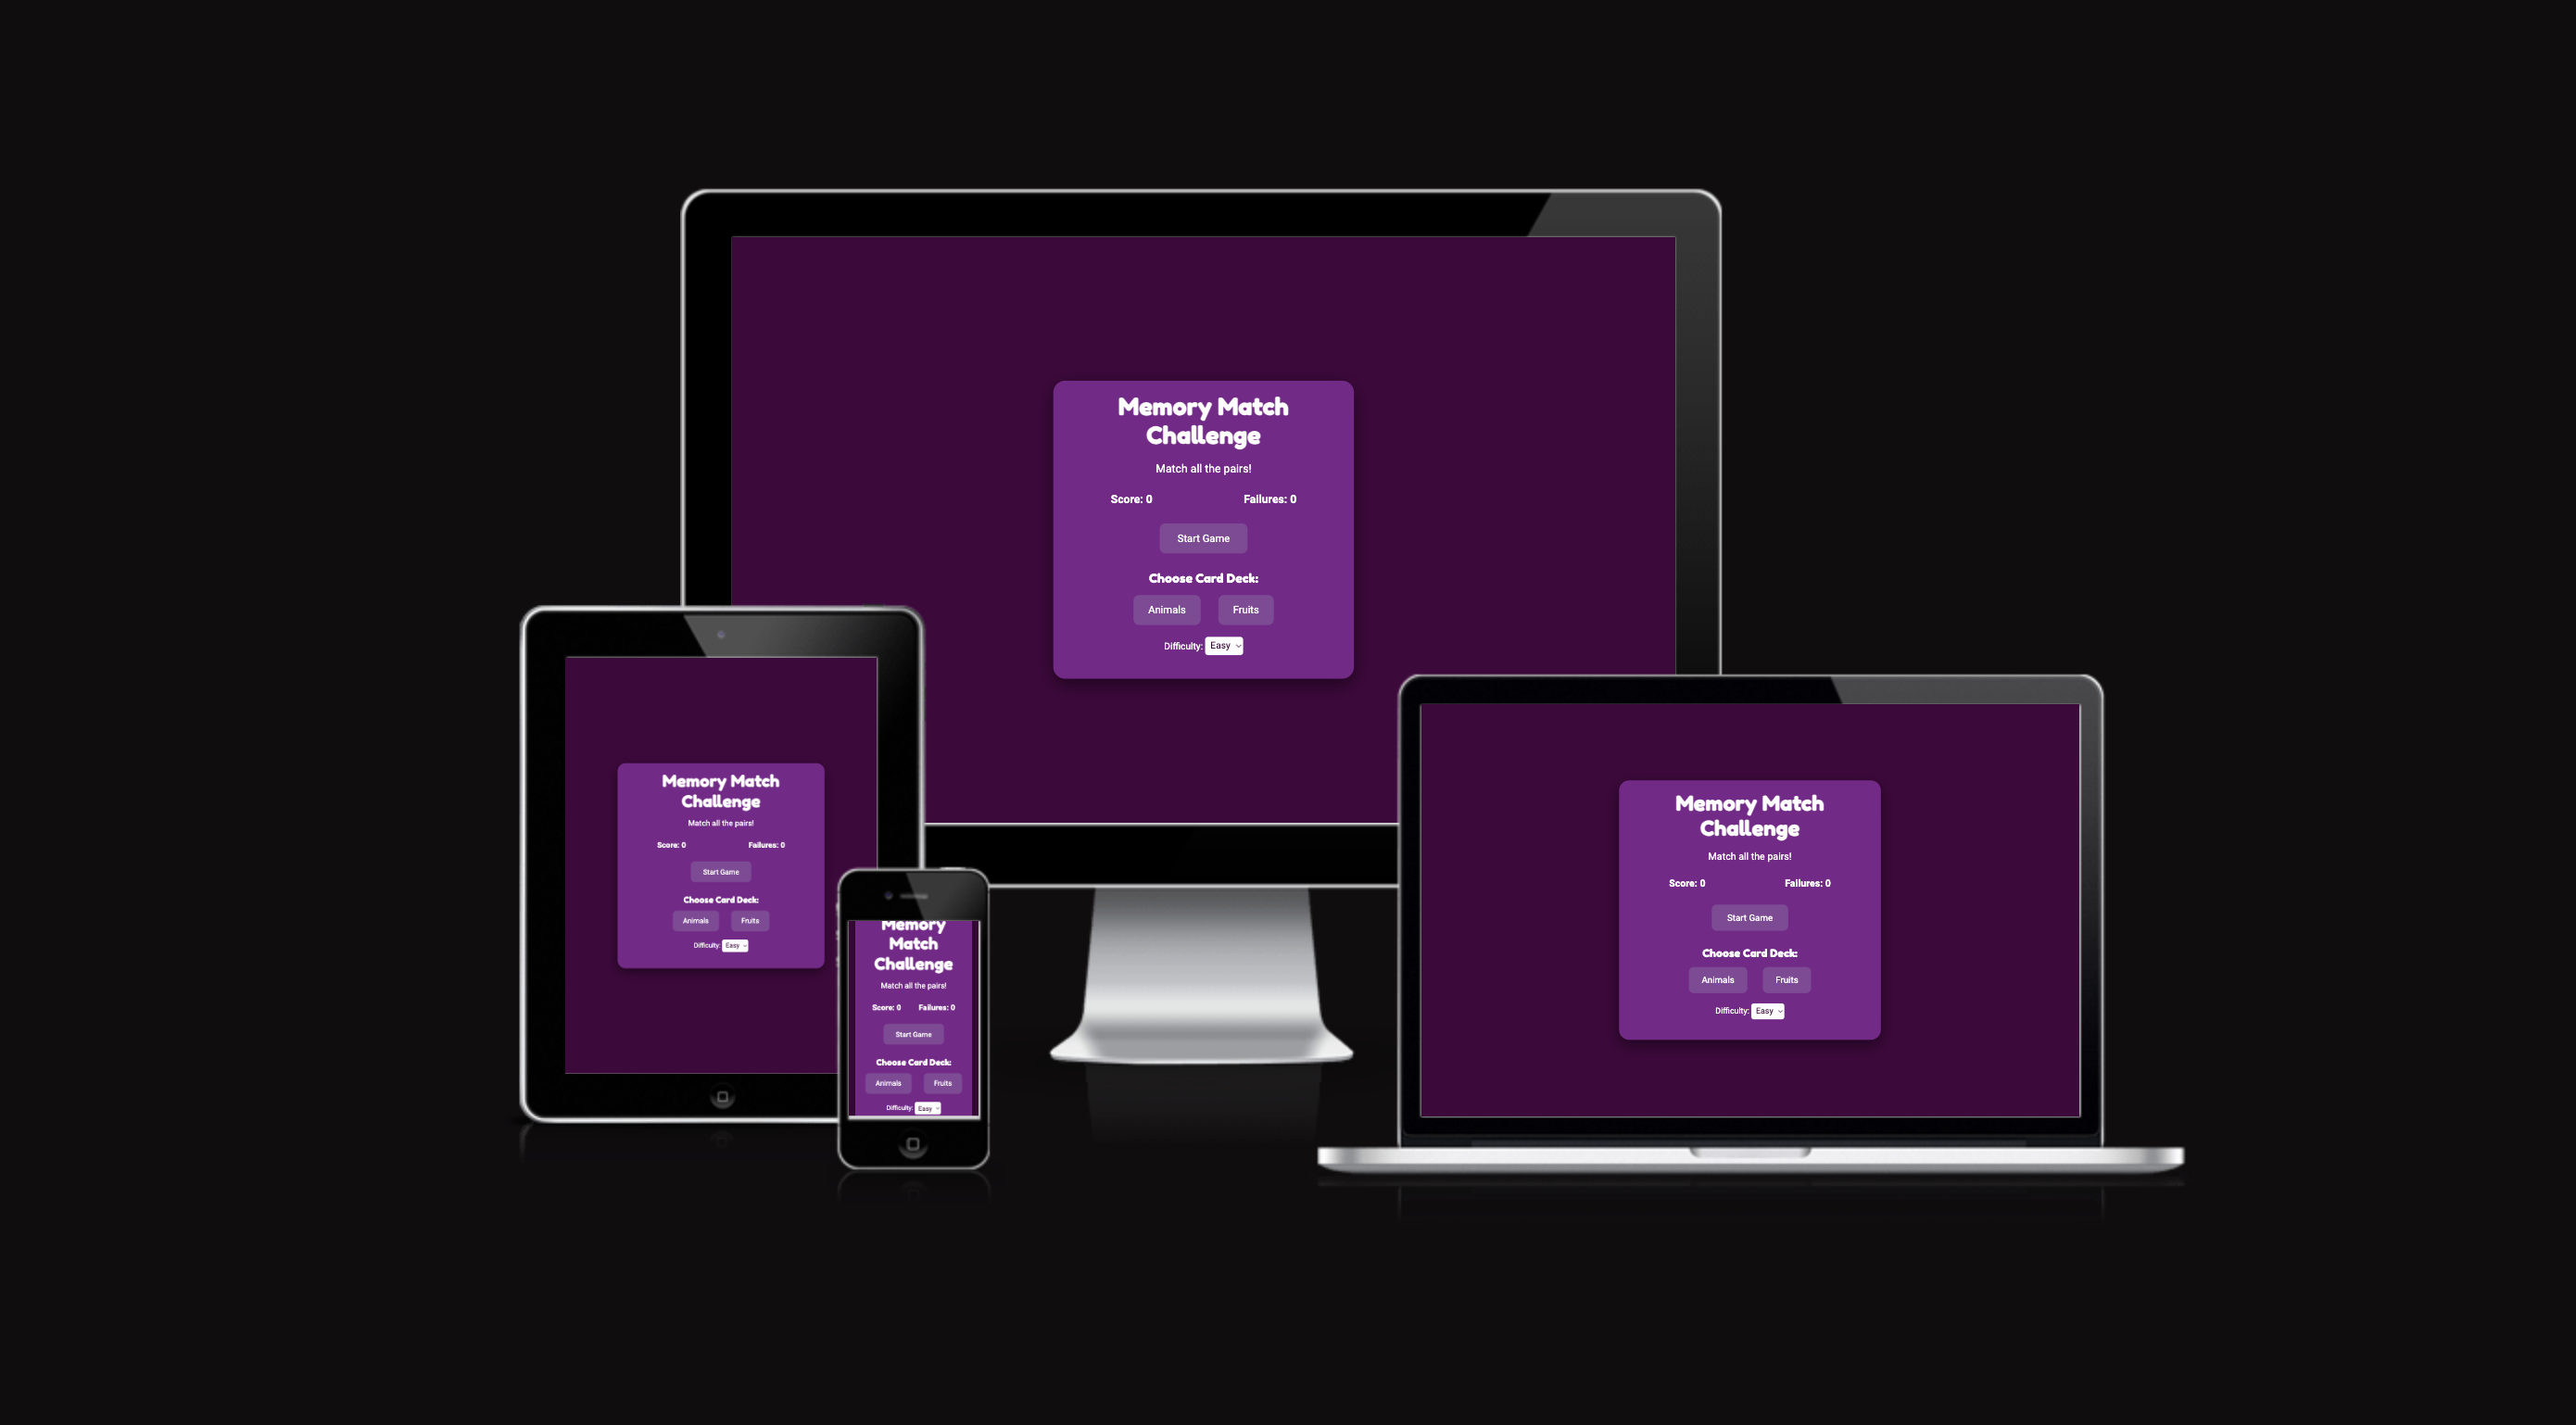 Memory Match
Challenge
Match all the pairs!
Score: 0 Failures: 0
Start Game
Choose Card Deck:
Animals Fruits
Difficulty: Easy
Memory Match
Challenge
Match all the pairs!
Score: 0 Failures: 0
Start Game
Choose Card Deck:
Animals Fruits
Difficulty: Easy
Memory
Match
Challenge
Match all the pairs!
Score: 0 Failures: 0
Start Game
Choose Card Deck:
Animals Fruits
Difficulty: Easy
Memory Match
Challenge
Match all the pairs!
Score: 0 Failures: 0
Start Game
Choose Card Deck:
Animals Fruits
Difficulty: Easy